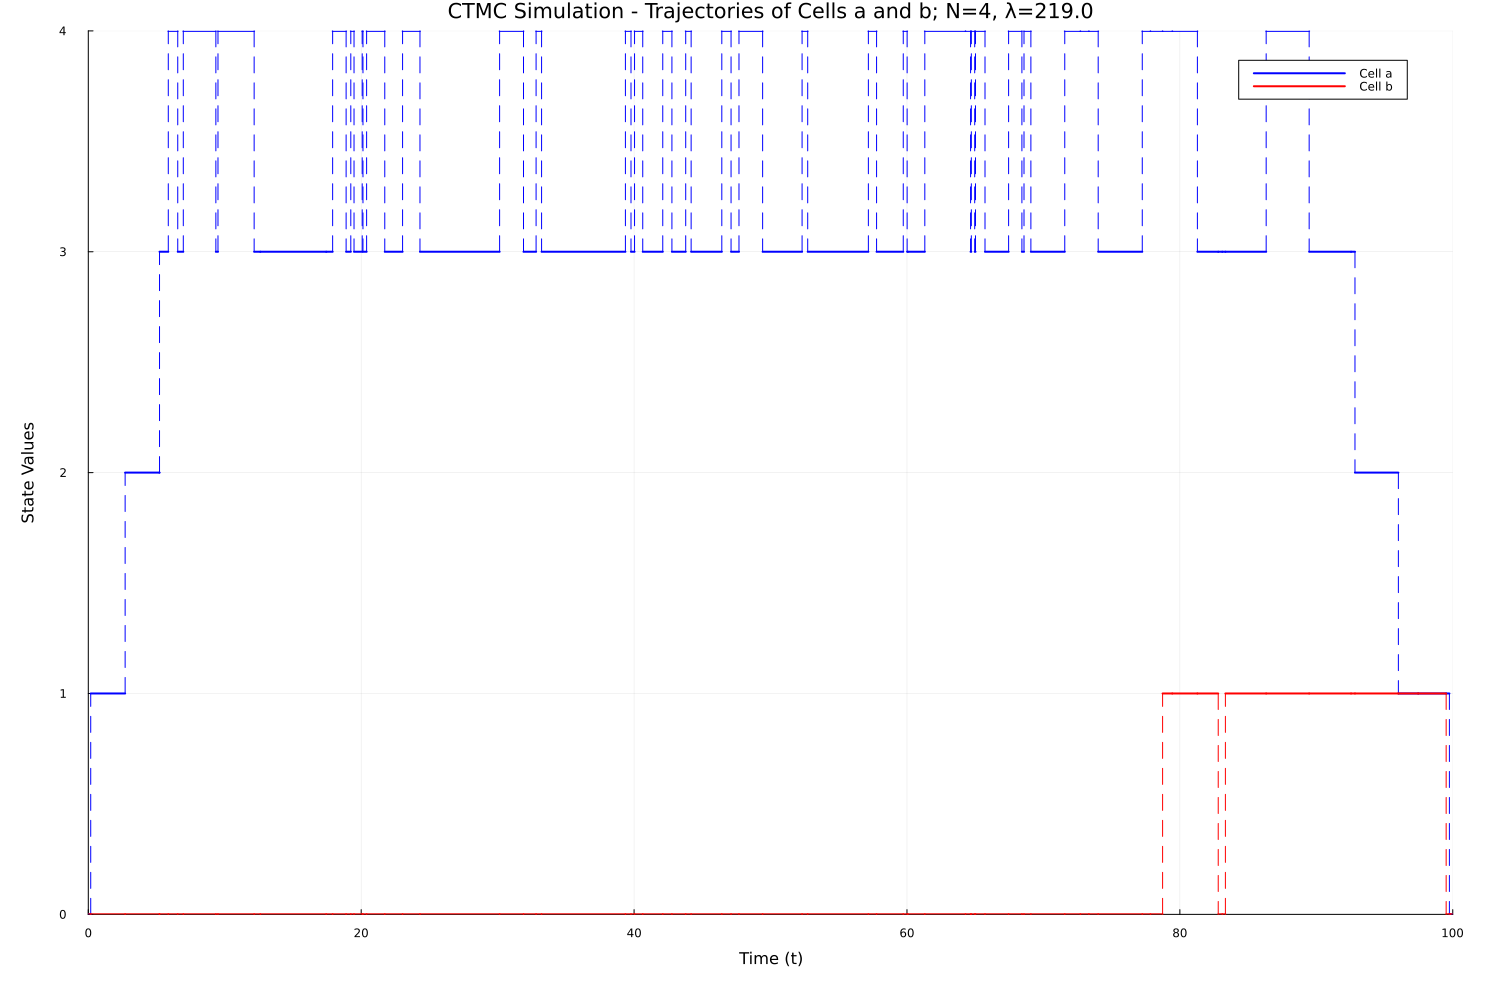 CTMC Simulation - Trajectories of Cells a and b; N=4, λ=219.0
4
Cell a
Cell b
3
State Values
2
1
0
0 20 40 60 80 100
Time (t)